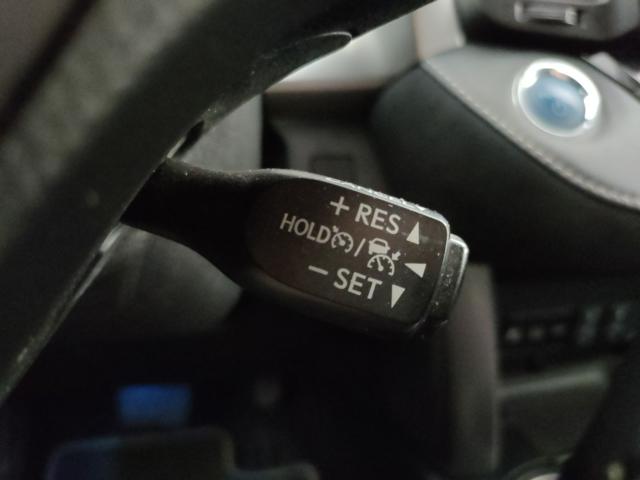 + RES ▲
HOLD / ◀
− SET ▼